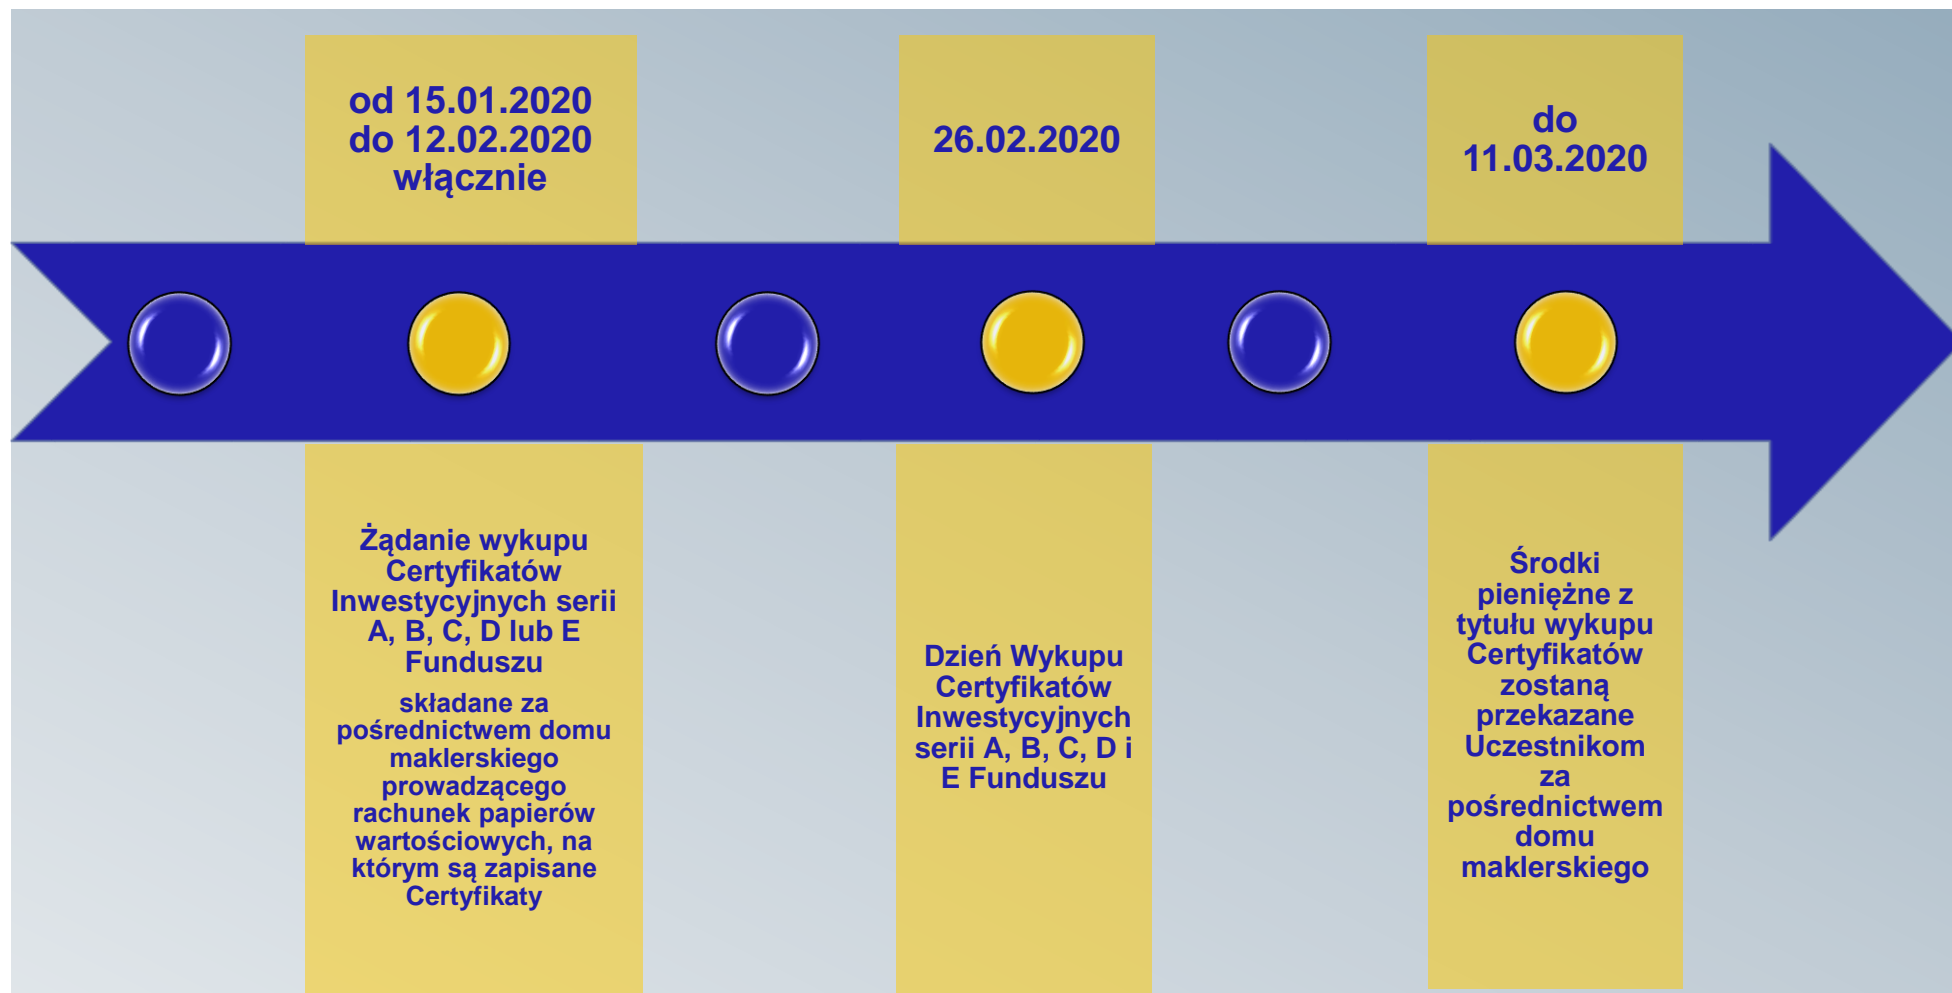 od 15.01.2020
do 12.02.2020
włącznie
26.02.2020
do
11.03.2020
Żądanie wykupu
Certyfikatów
Inwestycyjnych serii
A, B, C, D lub E
Funduszu
składane za
pośrednictwem domu
maklerskiego
prowadzącego
rachunek papierów
wartościowych, na
którym są zapisane
Certyfikaty
Dzień Wykupu
Certyfikatów
Inwestycyjnych
serii A, B, C, D i
E Funduszu
Środki
pieniężne z
tytułu wykupu
Certyfikatów
zostaną
przekazane
Uczestnikom
za
pośrednictwem
domu
maklerskiego